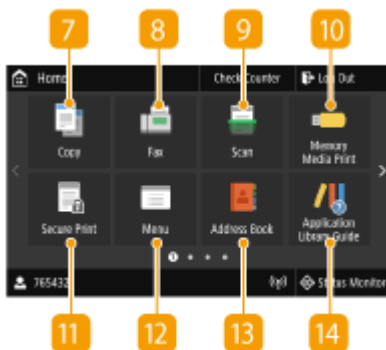 7 8 9 10
Home Check Counter Log Out
Copy Fax Scan Memory
Media Print
Secure Print Menu Address Book Application
Library Guide
765432 Status Monitor
11 12 13 14